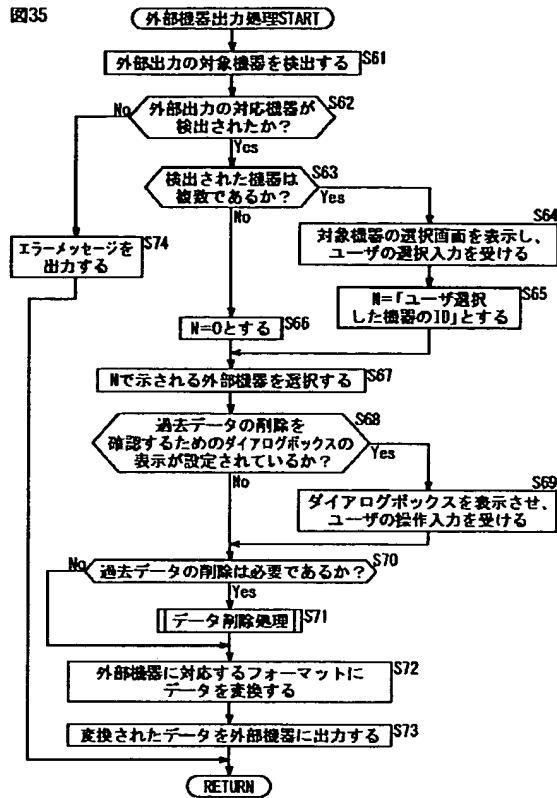 図35
外部機器出力処理START
外部出力の対象機器を検出する
S61
外部出力の対応機器が
検出されたか?
S62
No
Yes
検出された機器は
複数であるか?
S63
Yes
No
対象機器の選択画面を表示し、
ユーザの選択入力を受ける
S64
エラーメッセージを
出力する
S74
N=「ユーザ選択
した機器のID」とする
S65
N=0とする
S66
Nで示される外部機器を選択する
S67
過去データの削除を
確認するためのダイアログボックスの
表示が設定されているか?
S68
Yes
No
ダイアログボックスを表示させ、
ユーザの操作入力を受ける
S69
過去データの削除は必要であるか?
S70
No
Yes
データ削除処理
S71
外部機器に対応するフォーマットに
データを変換する
S72
変換されたデータを外部機器に出力する
S73
RETURN